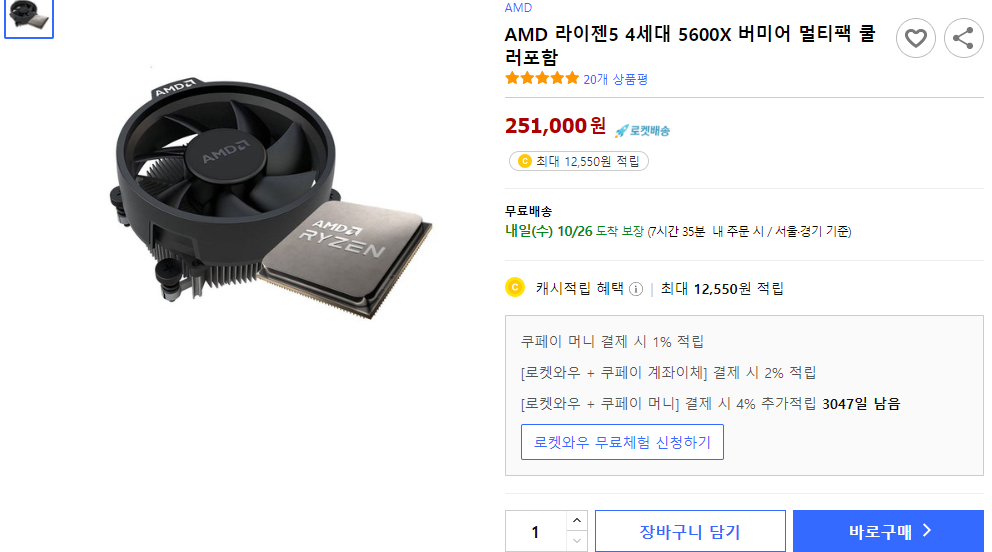 AMD
AMD 라이젠5 4세대 5600X 버미어 멀티팩 쿨
러포함
20개 상품평
251,000원 로켓배송
C 최대 12,550원 적립
무료배송
내일(수) 10/26 도착 보장 (7시간 35분 내 주문 시 / 서울·경기 기준)
C 캐시적립 혜택 i | 최대 12,550원 적립
쿠페이 머니 결제 시 1% 적립
[로켓와우 + 쿠페이 계좌이체] 결제 시 2% 적립
[로켓와우 + 쿠페이 머니] 결제 시 4% 추가적립 3047일 남음
로켓와우 무료체험 신청하기
1
장바구니 담기
바로구매 >
AMD
AMD
AMD
RYZEN